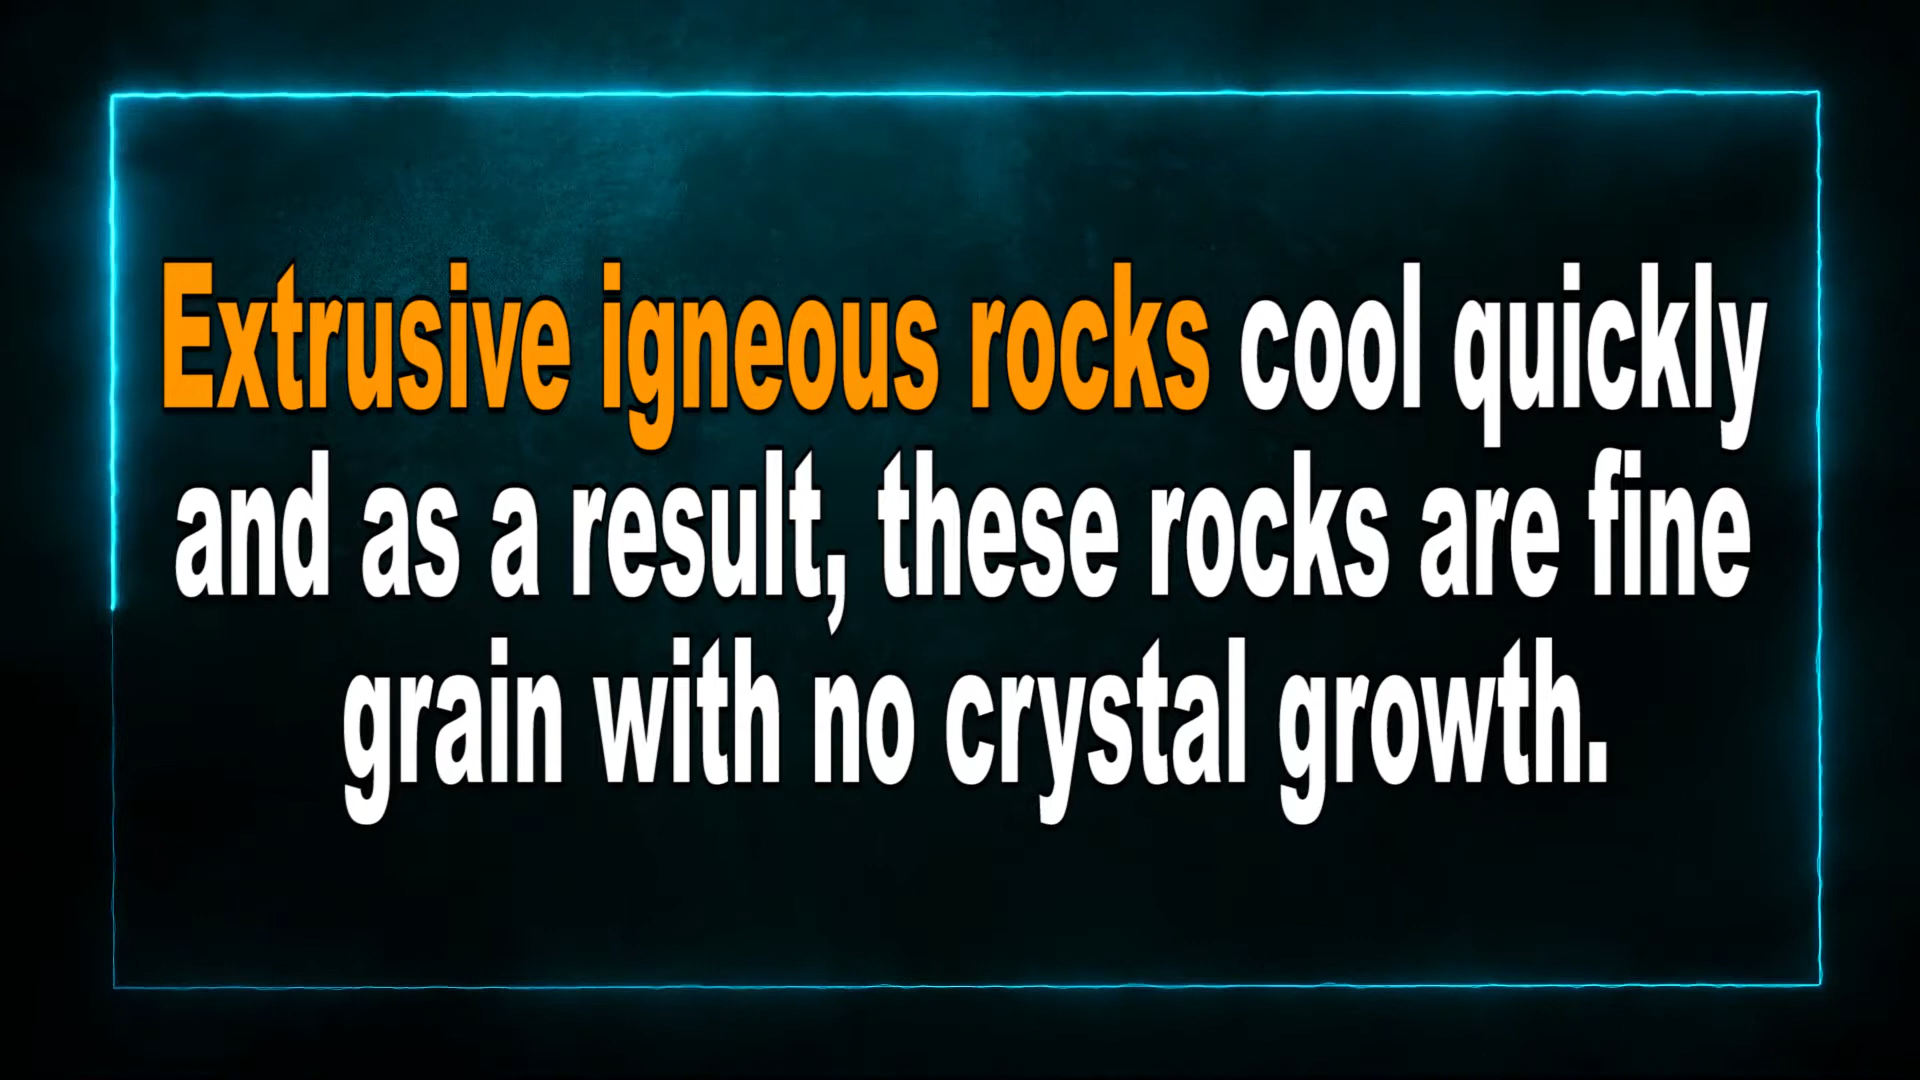 Extrusive igneous rocks cool quickly
and as a result, these rocks are fine
grain with no crystal growth.